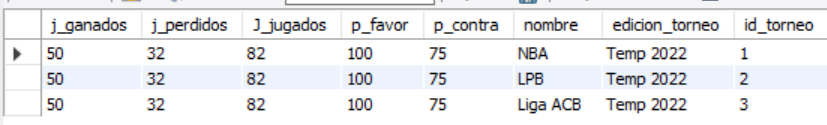 j_ganados j_perdidos J_jugados p_favor p_contra nombre edicion_torneo id_torneo
50 32 82 100 75 NBA Temp 2022 1
50 32 82 100 75 LPB Temp 2022 2
50 32 82 100 75 Liga ACB Temp 2022 3